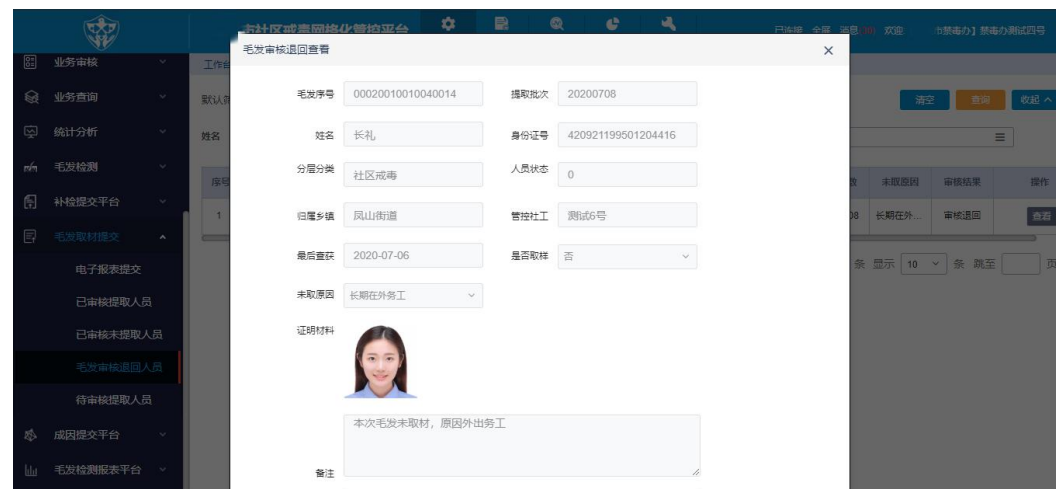 市社区戒毒网格化管控平台
已连接 全屏 消息(0) 欢迎 市禁毒办】禁毒办测试四号
业务审核
业务查询
统计分析
毛发检测
补检提交平台
毛发取材提交
电子报表提交
已审核提取人员
已审核未提取人员
毛发审核退回人员
待审核提取人员
成因提交平台
毛发检测报表平台
工作台
姓名
清空 查询 收起
序号
数 未取原因 审核结果 操作
1
08 长期在外... 审核退回 查看
条 显示 10 条 跳至 页
毛发审核退回查看 ×
毛发序号 00020010010040014 提取批次 20200708
姓名 长礼 身份证号 420921199501204416
分层分类 社区戒毒 人员状态 0
归属乡镇 凤山街道 管控社工 测试6号
最后查获 2020-07-06 是否取样 否
未取原因 长期在外务工
证明材料
本次毛发未取材，原因外出务工
备注